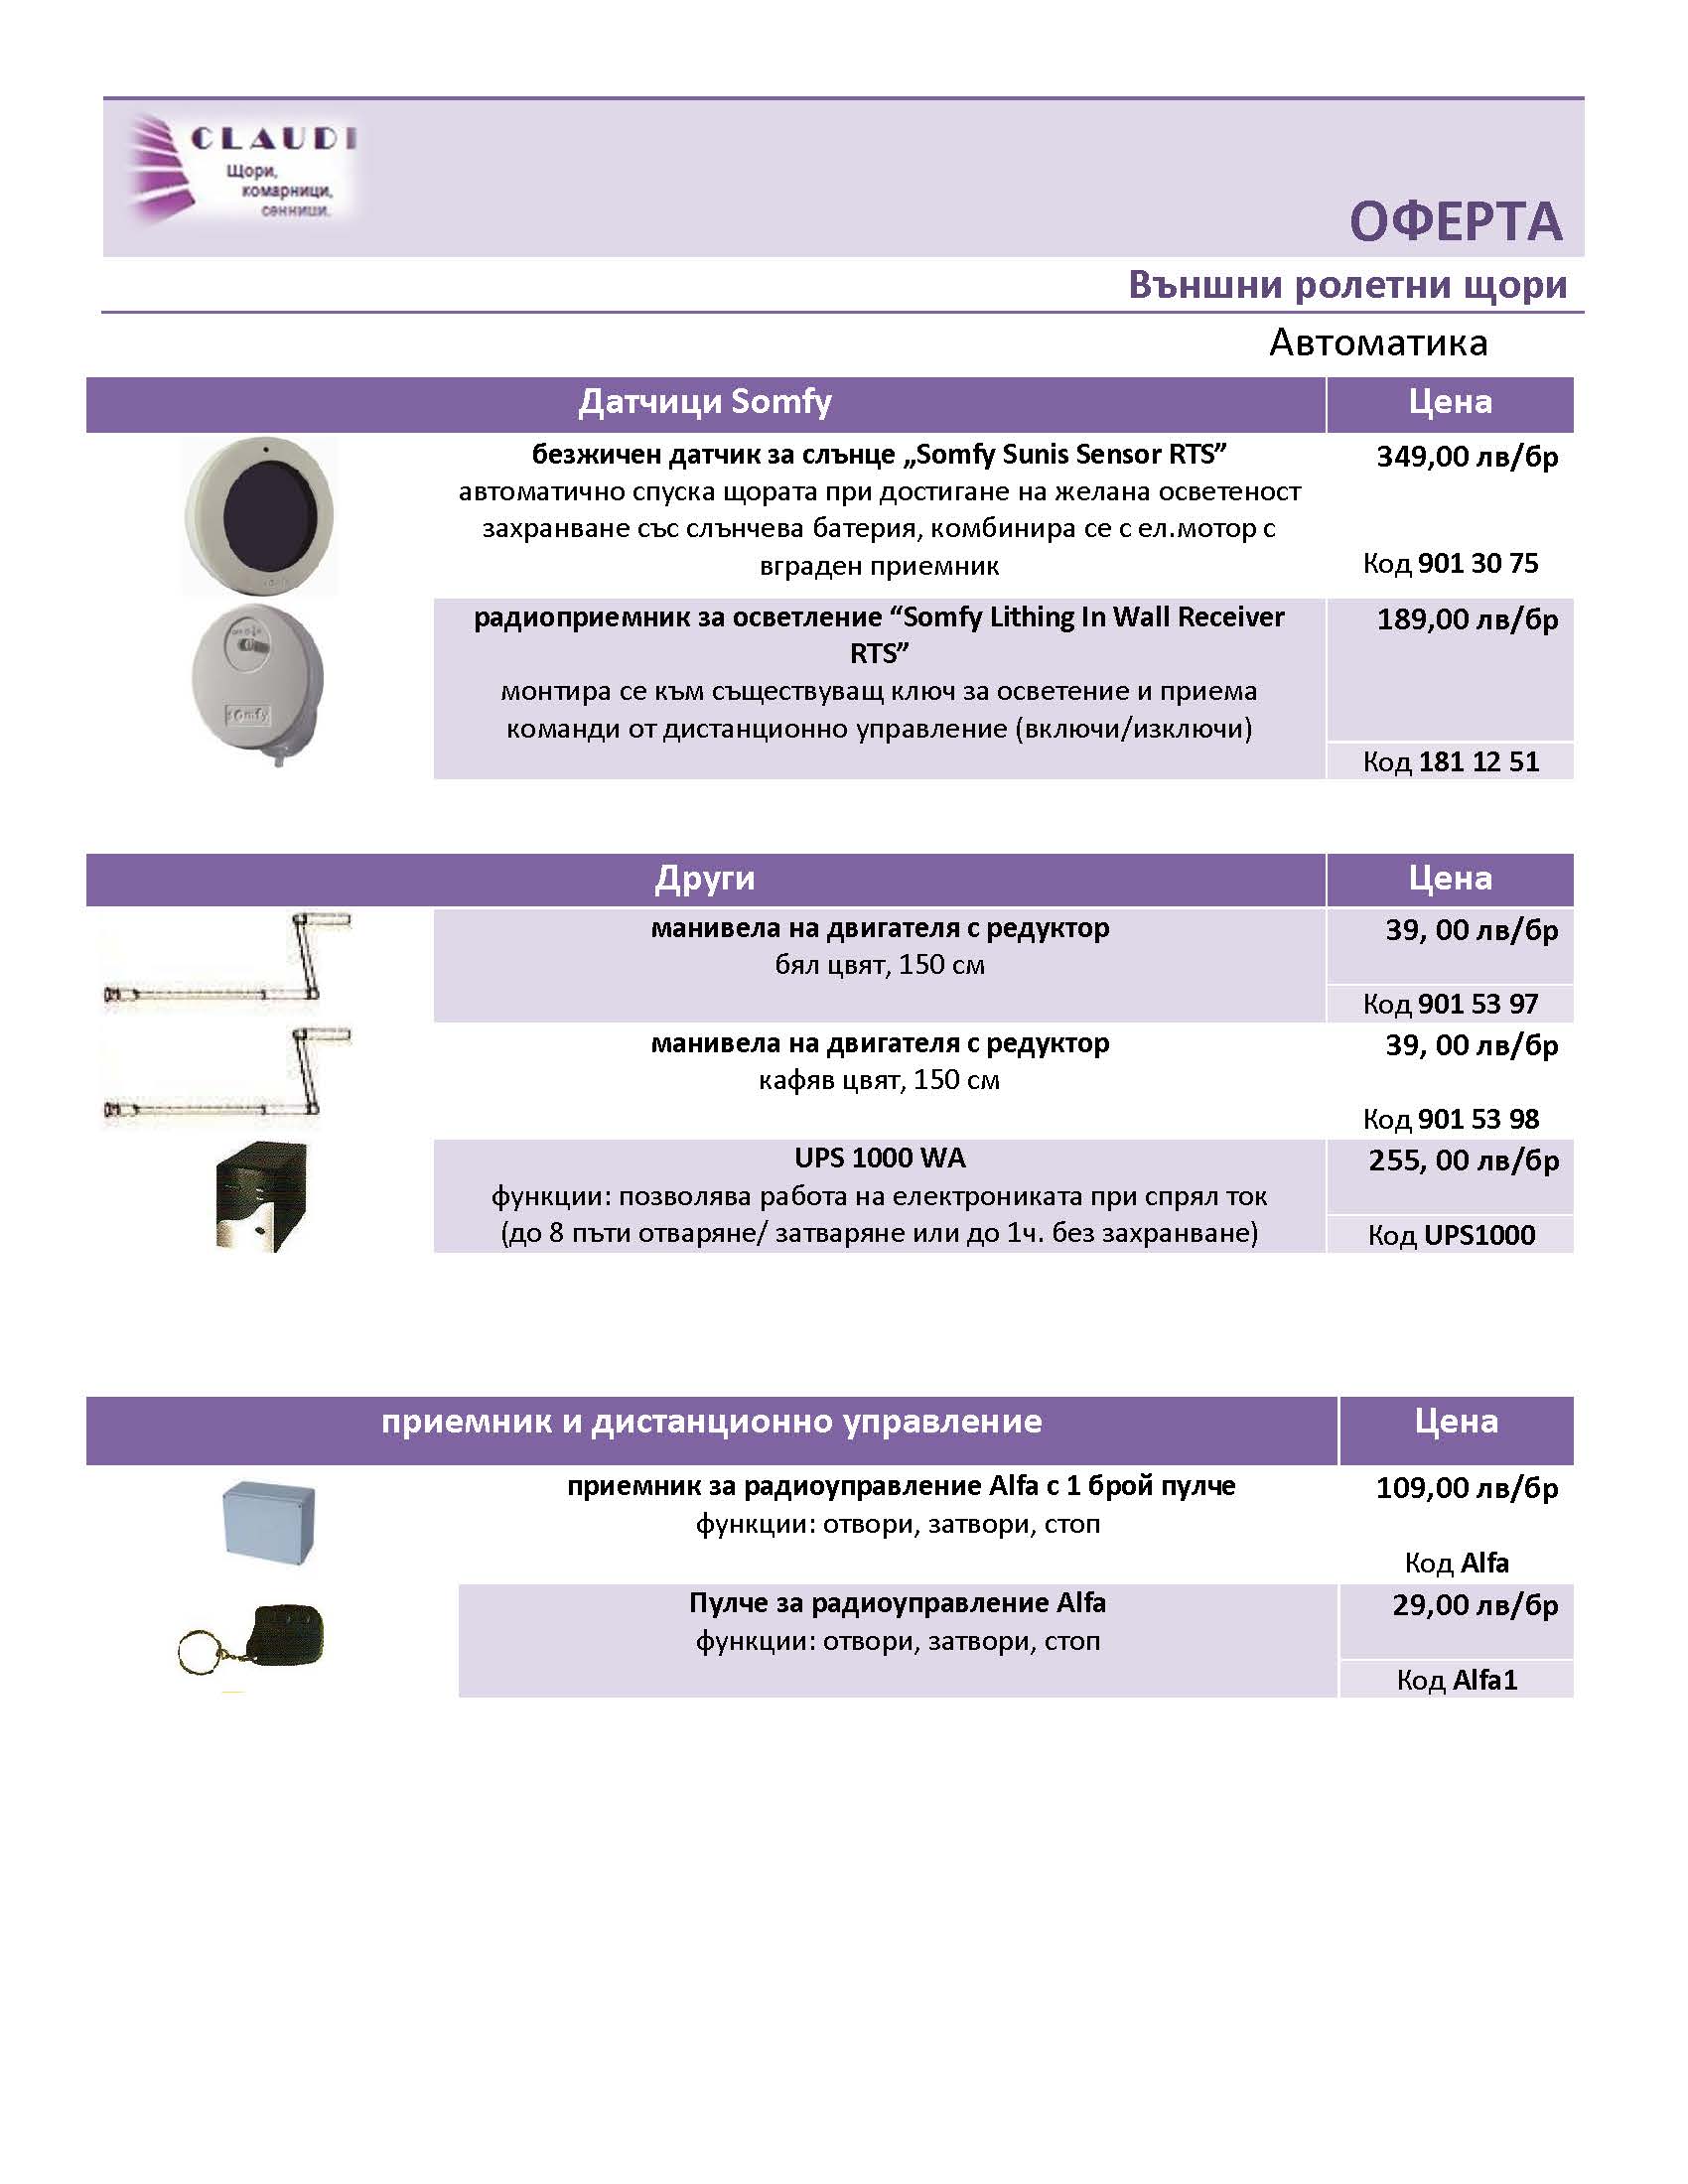 CLAUDI
Щори,
комарници,
сенници.
ОФЕРТА
Външни ролетни щори
Автоматика
Датчици Somfy
Цена
безжичен датчик за слънце „Somfy Sunis Sensor RTS”
349,00 лв/бр
автоматично спуска щората при достигане на желана осветеност
захранване със слънчева батерия, комбинира се с ел.мотор с
вграден приемник
Код 901 30 75
somfy
радиоприемник за осветление “Somfy Lithing In Wall Receiver
RTS”
189,00 лв/бр
монтира се към съществуващ ключ за осветение и приема
команди от дистанционно управление (включи/изключи)
Код 181 12 51
Други
Цена
манивела на двигателя с редуктор
39, 00 лв/бр
бял цвят, 150 см
Код 901 53 97
манивела на двигателя с редуктор
39, 00 лв/бр
кафяв цвят, 150 см
Код 901 53 98
UPS 1000 WA
255, 00 лв/бр
функции: позволява работа на електрониката при спрял ток
(до 8 пъти отваряне/ затваряне или до 1ч. без захранване)
Код UPS1000
приемник и дистанционно управление
Цена
приемник за радиоуправление Alfa с 1 брой пулче
109,00 лв/бр
функции: отвори, затвори, стоп
Код Alfa
Пулче за радиоуправление Alfa
29,00 лв/бр
функции: отвори, затвори, стоп
Код Alfa1